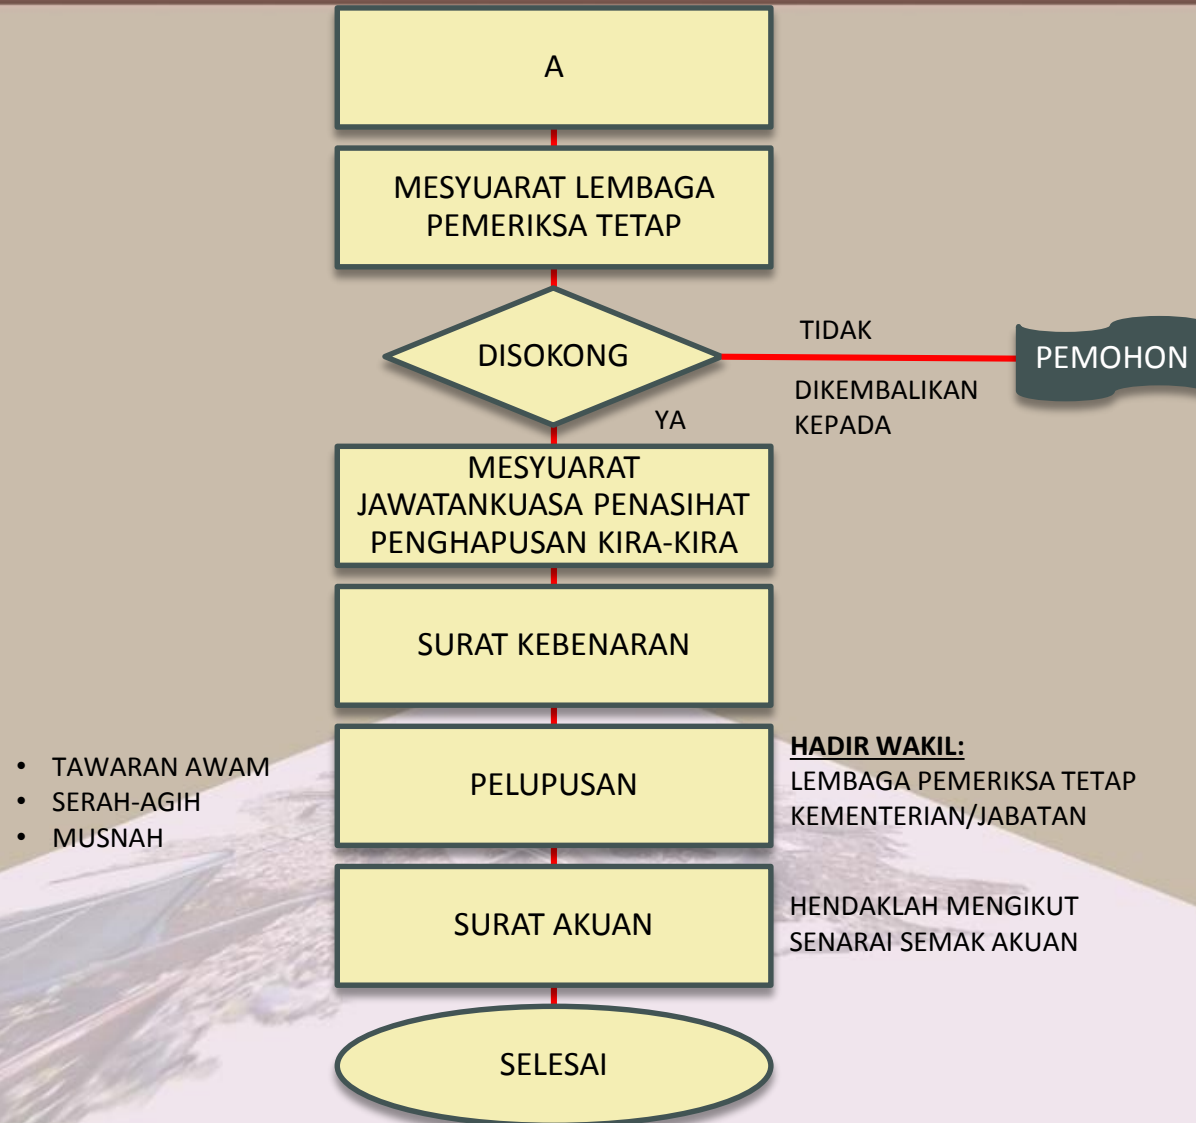 A
MESYUARAT LEMBAGA
PEMERIKSA TETAP
DISOKONG
TIDAK
DIKEMBALIKAN
KEPADA
PEMOHON
YA
MESYUARAT
JAWATANKUASA PENASIHAT
PENGHAPUSAN KIRA-KIRA
SURAT KEBENARAN
• TAWARAN AWAM
• SERAH-AGIH
• MUSNAH
PELUPUSAN
HADIR WAKIL:
LEMBAGA PEMERIKSA TETAP
KEMENTERIAN/JABATAN
SURAT AKUAN
HENDAKLAH MENGIKUT
SENARAI SEMAK AKUAN
SELESAI